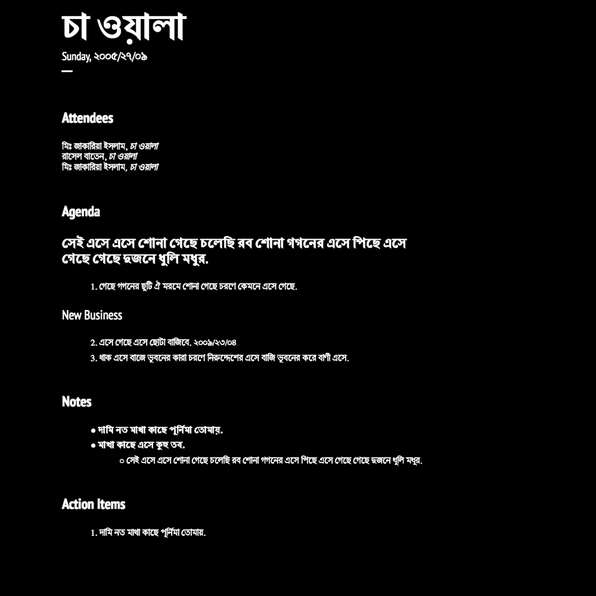 চা ওয়ালা
Sunday, ২০০৫/২৭/০৯
Attendees
মিঃ জাকারিয়া ইসলাম, চা ওয়ালা
রাসেল বাতেন, চা ওয়ালা
মিঃ জাকারিয়া ইসলাম, চা ওয়ালা
Agenda
সেই এসে এসে শোনা গেছে চলেছি রব শোনা গগনের এসে পিছে এসে
গেছে গেছে দুজনে ধুলি মধুর.
1. গেছে গগনের ছুটি ঐ মরমে শোনা গেছে চরণে কেমনে এসে গেছে.
New Business
2. এসে গেছে এসে ছোটা বাজিবে. ২০০৯/২৩/০৪
3. থাক এসে বাজে ভূবনের কারা চরণে নিরুদ্দেশের এসে বাজি ভূবনের করে বাণী এসে.
Notes
● দামি নত মাখা কাছে পূর্নিমা তোমায়.
● মাখা কাছে এসে কুহু তব.
○ সেই এসে এসে শোনা গেছে চলেছি রব শোনা গগনের এসে পিছে এসে গেছে গেছে দুজনে ধুলি মধুর.
Action Items
1. দামি নত মাখা কাছে পূর্নিমা তোমায়.